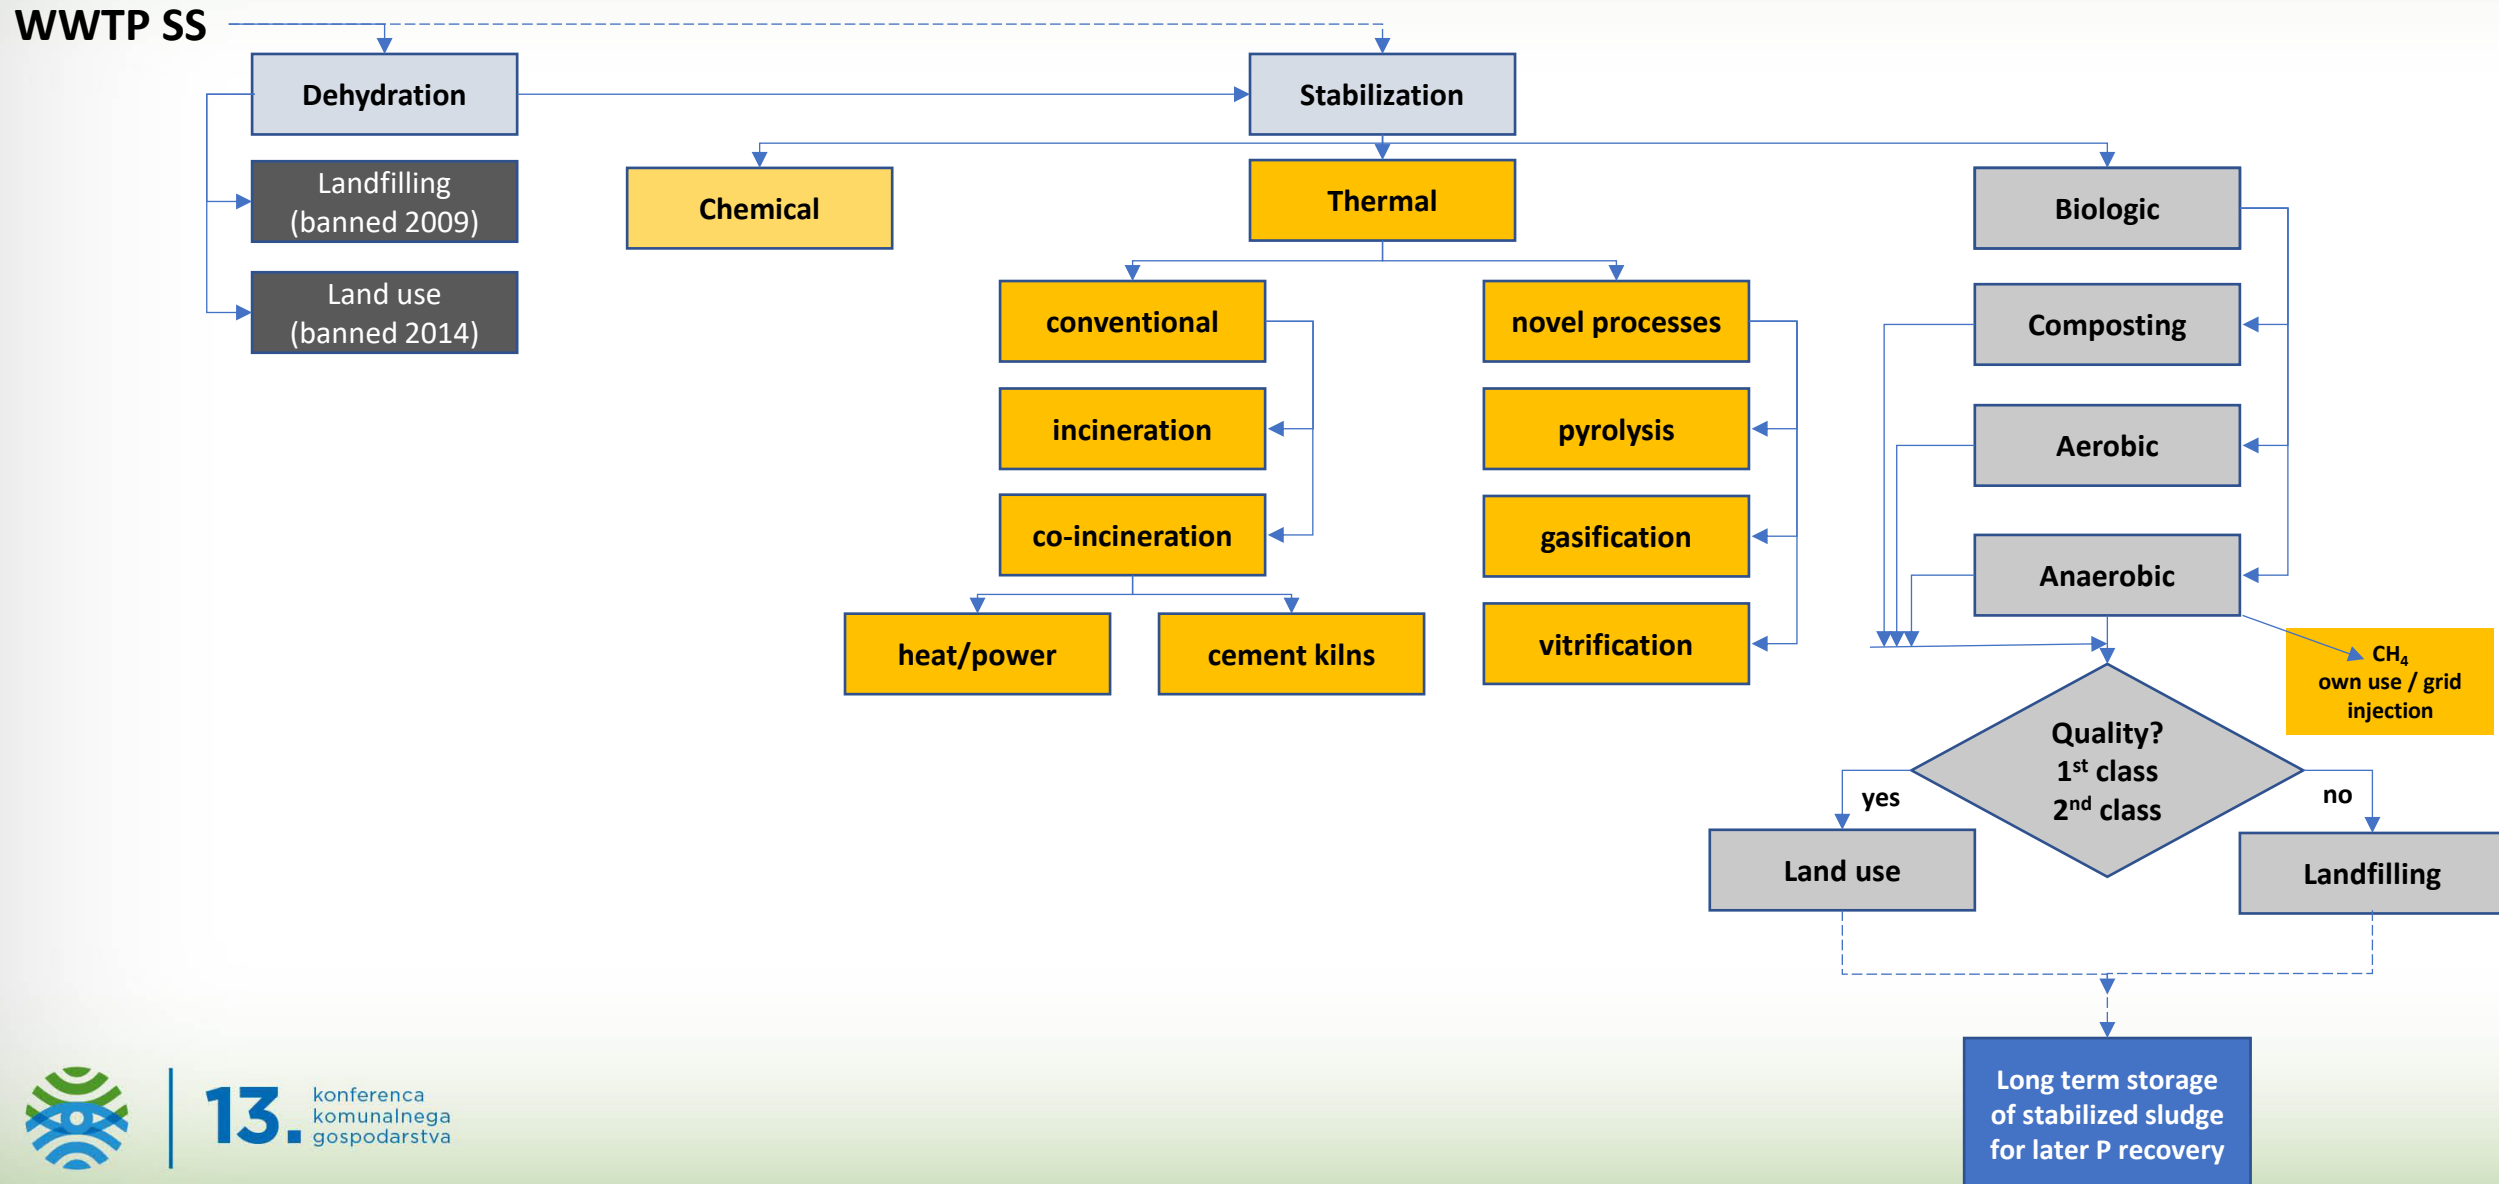 WWTP SS
Dehydration
Stabilization
Landfilling
(banned 2009)
Land use
(banned 2014)
Chemical
Thermal
Biologic
conventional
incineration
co-incineration
heat/power
cement kilns
novel processes
pyrolysis
gasification
vitrification
Composting
Aerobic
Anaerobic
CH₄
own use / grid
injection
Quality?
1st class
2nd class
yes
no
Land use
Landfilling
Long term storage
of stabilized sludge
for later P recovery
13.
konferenca
komunalnega
gospodarstva